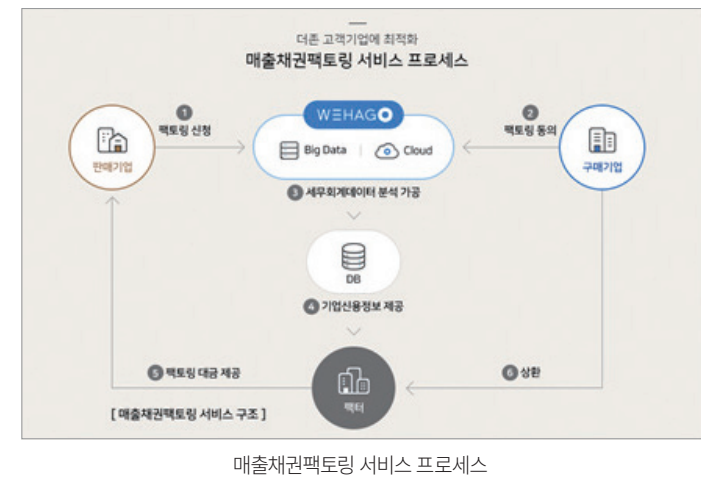 더존 고객기업에 최적화
매출채권팩토링 서비스 프로세스
1
팩토링 신청
WEHAGO
2
팩토링 동의
판매기업
Big Data | Cloud
구매기업
3 세무회계데이터 분석 가공
DB
4 기업신용정보 제공
5 팩토링 대금 제공
6 상환
팩터
[ 매출채권팩토링 서비스 구조 ]
매출채권팩토링 서비스 프로세스